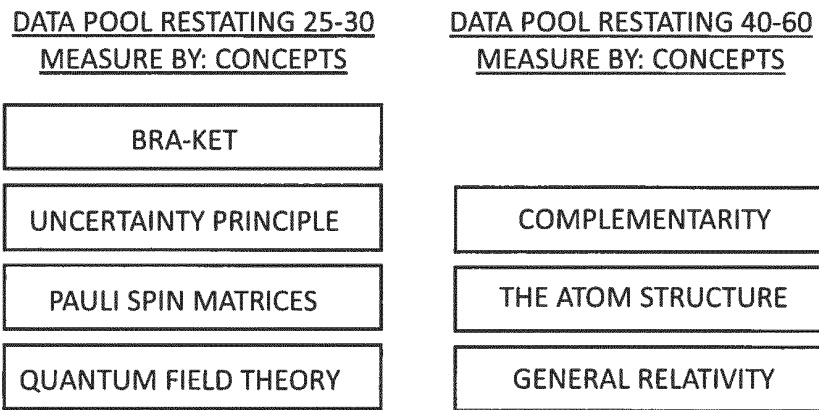 DATA POOL RESTATING 25-30
MEASURE BY: CONCEPTS
BRA-KET
UNCERTAINTY PRINCIPLE
PAULI SPIN MATRICES
QUANTUM FIELD THEORY
DATA POOL RESTATING 40-60
MEASURE BY: CONCEPTS
COMPLEMENTARITY
THE ATOM STRUCTURE
GENERAL RELATIVITY